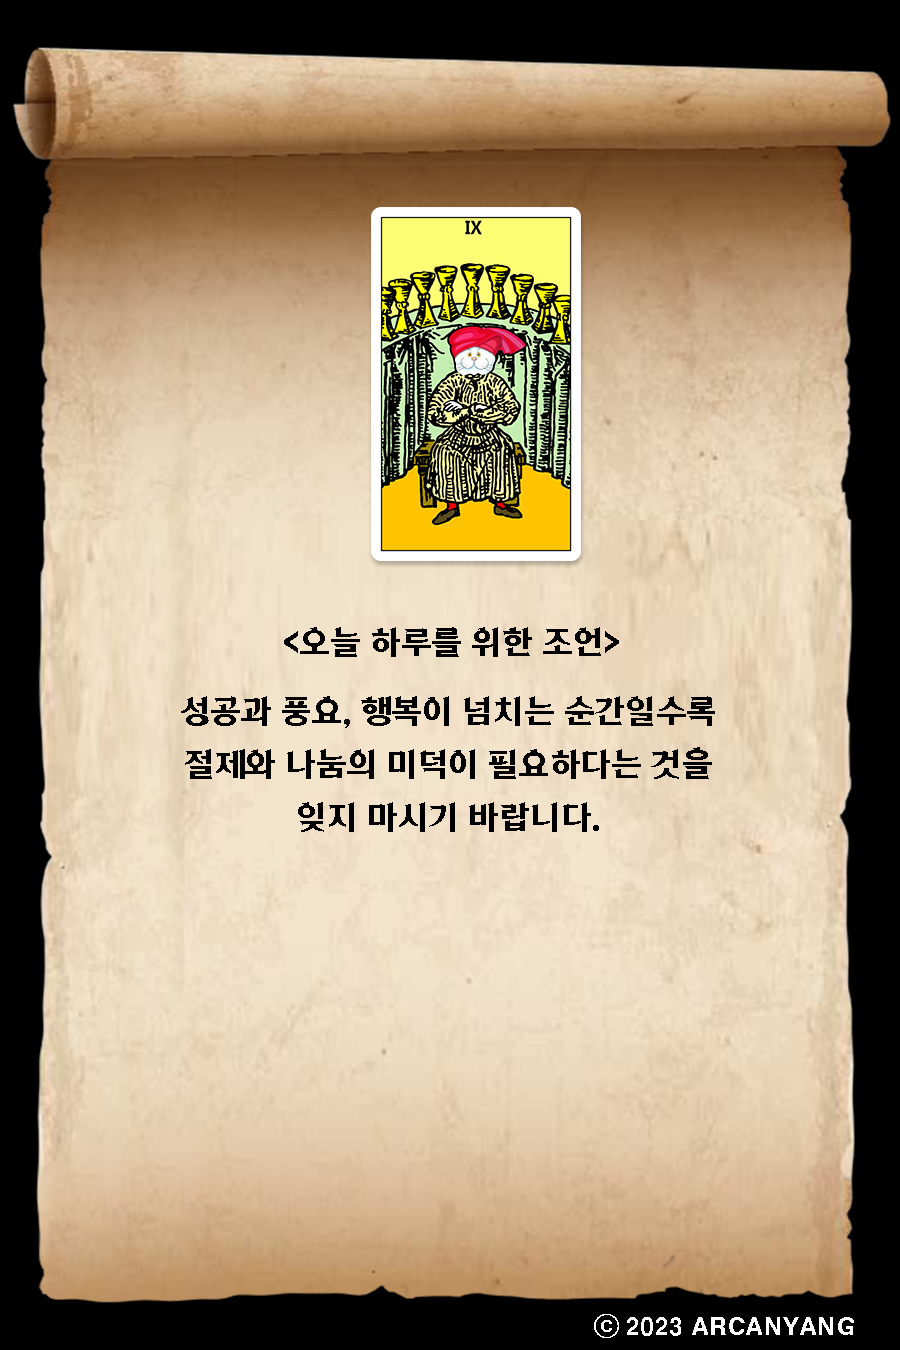 IX
<오늘 하루를 위한 조언>
성공과 풍요, 행복이 넘치는 순간일수록
절제와 나눔의 미덕이 필요하다는 것을
잊지 마시기 바랍니다.
ⓒ 2023 ARCANYANG